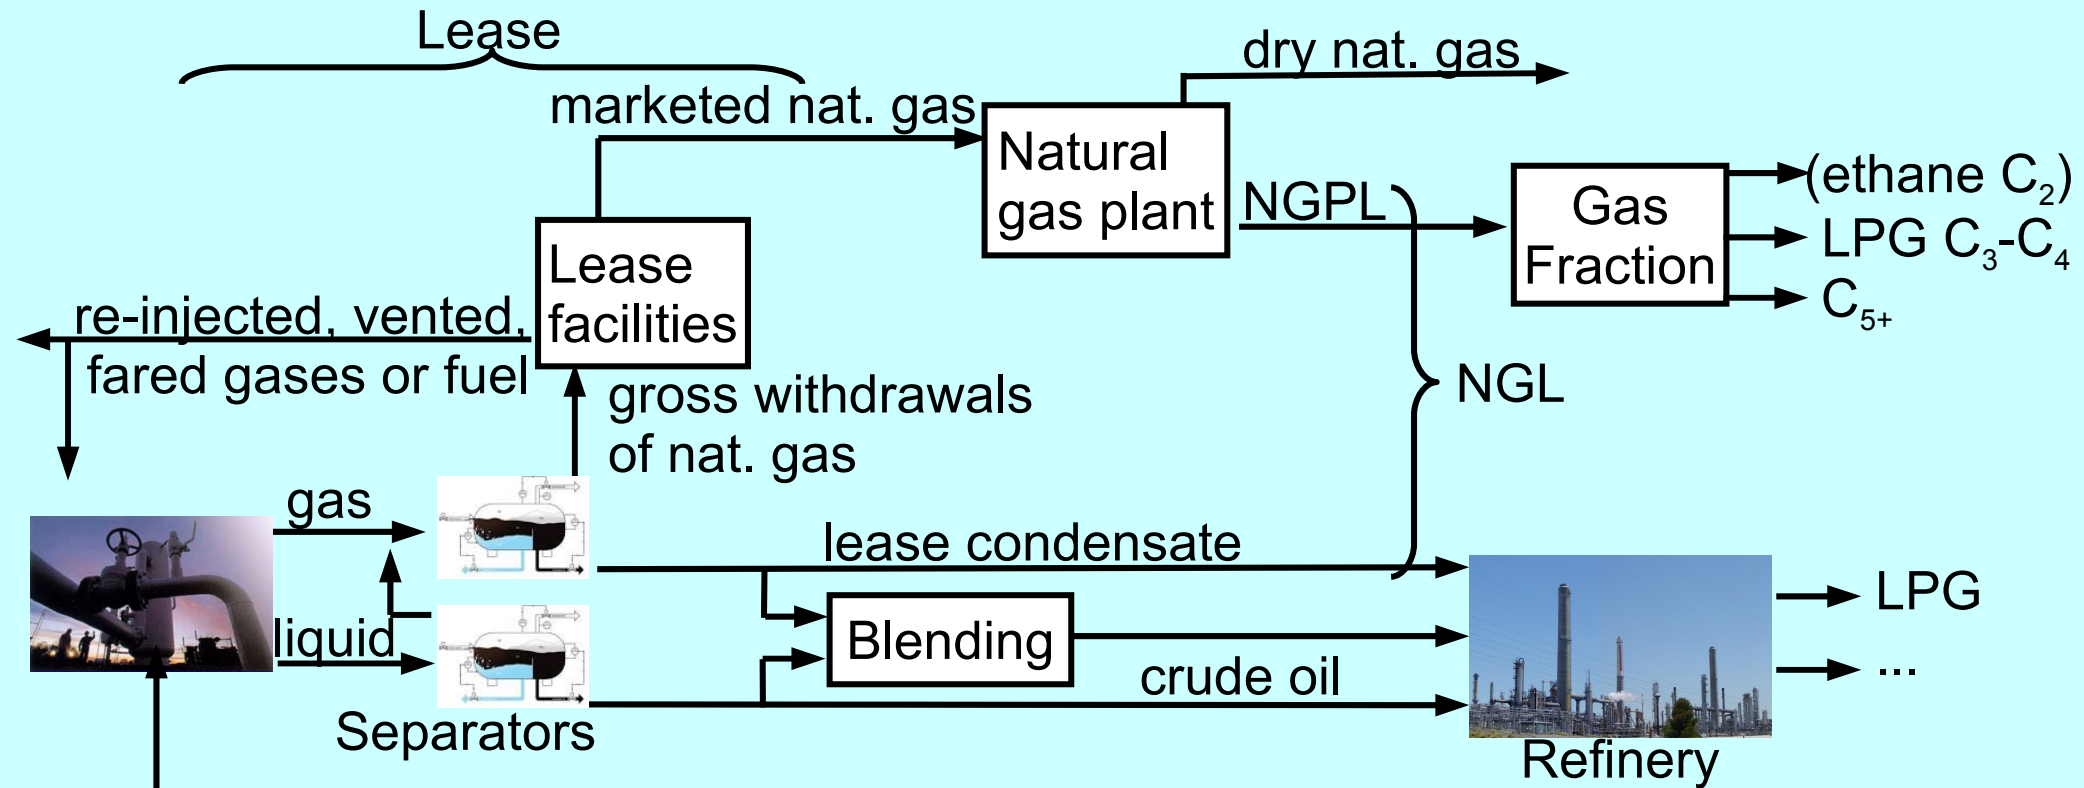 Lease
dry nat. gas
marketed nat. gas
Natural
gas plant
NGPL
Gas
Fraction
(ethane C₂)
LPG C₃-C₄
C₅₊
Lease
facilities
re-injected, vented,
fared gases or fuel
gross withdrawals
of nat. gas
NGL
gas
lease condensate
liquid
Blending
crude oil
Separators
LPG
...
Refinery